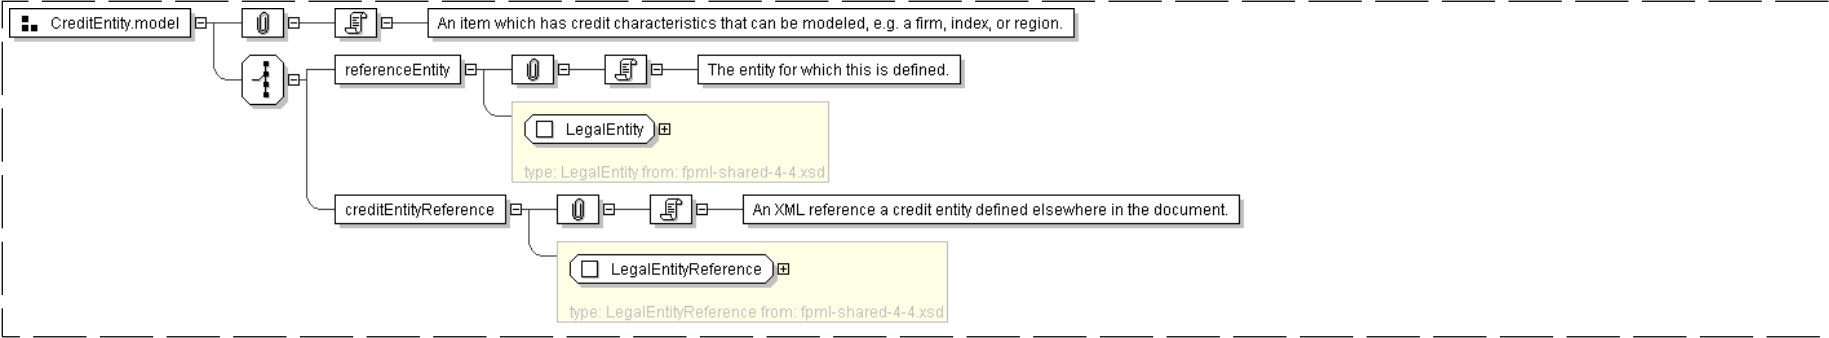 CreditEntity.model
An item which has credit characteristics that can be modeled, e.g. a firm, index, or region.
referenceEntity
The entity for which this is defined.
LegalEntity
type: LegalEntity from: fpml-shared-4-4.xsd
creditEntityReference
An XML reference a credit entity defined elsewhere in the document.
LegalEntityReference
type: LegalEntityReference from: fpml-shared-4-4.xsd